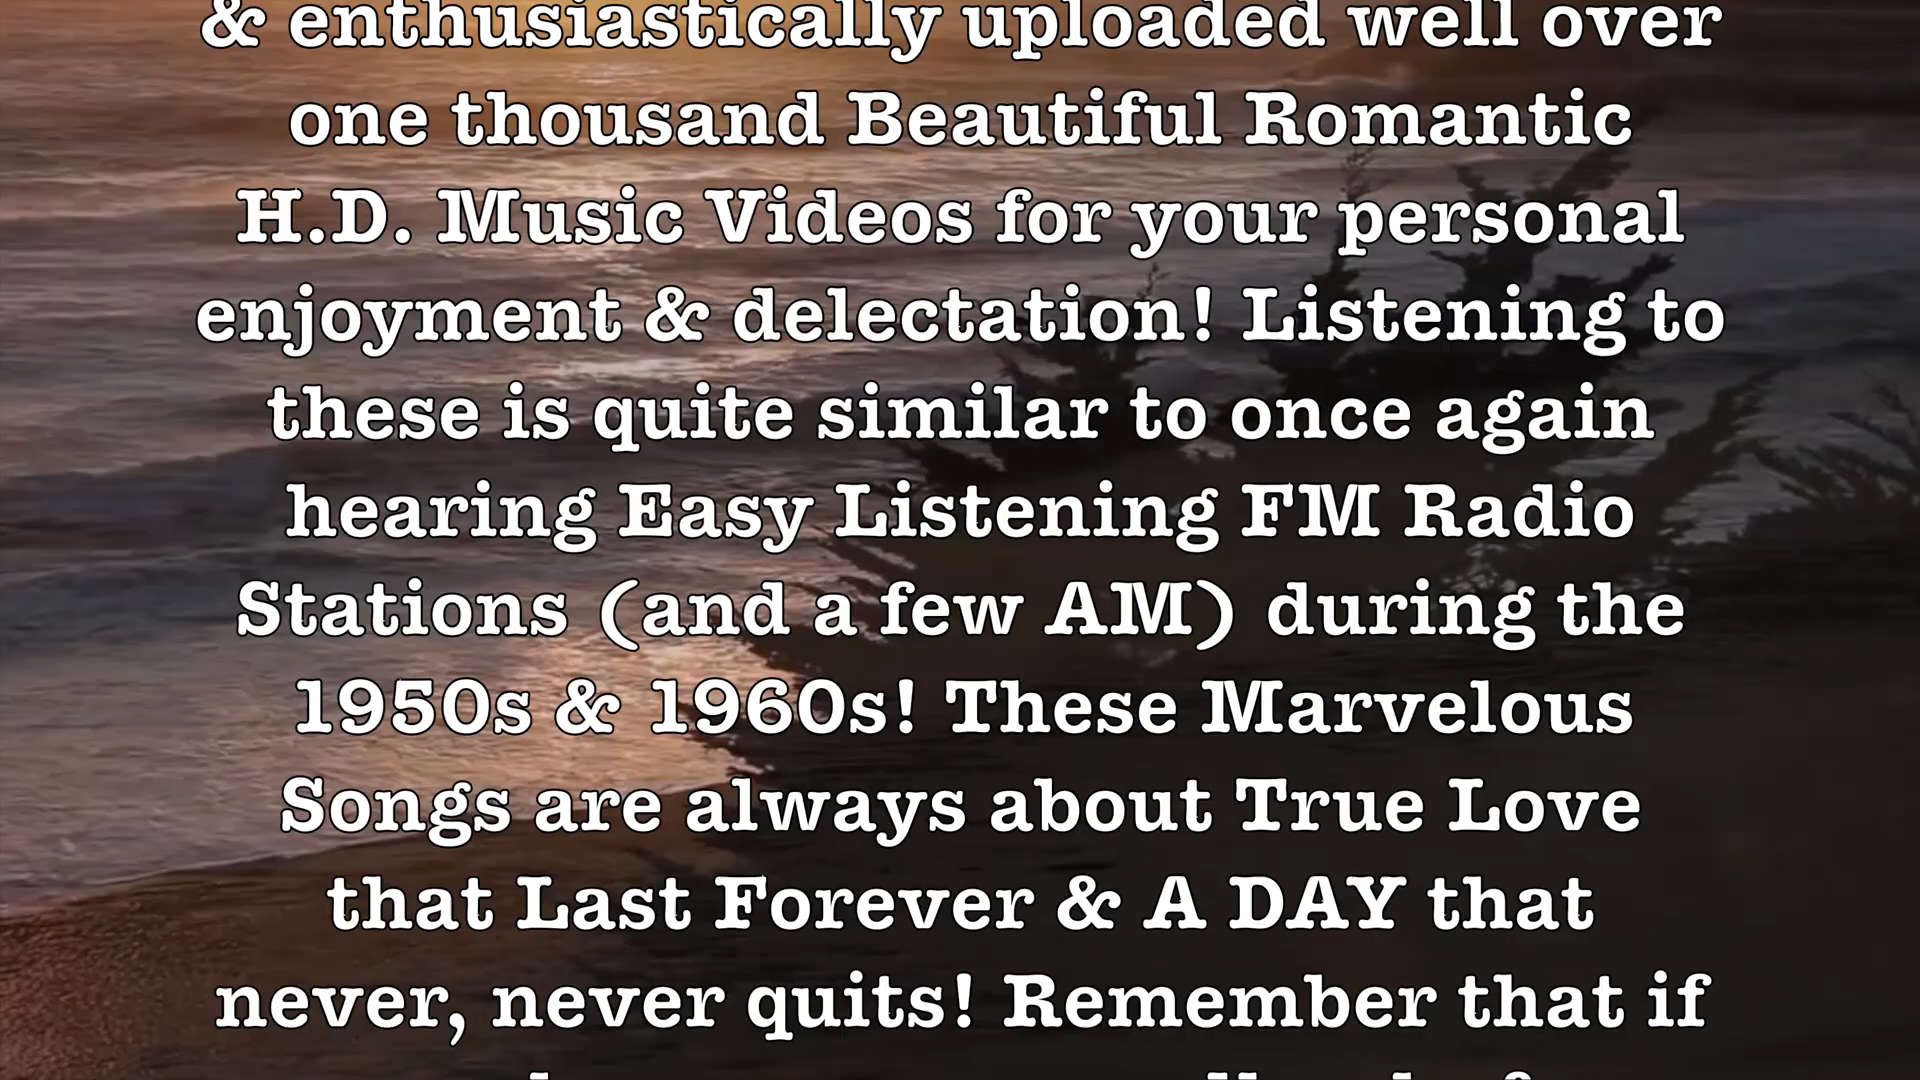 & enthusiastically uploaded well over
one thousand Beautiful Romantic
H.D. Music Videos for your personal
enjoyment & delectation! Listening to
these is quite similar to once again
hearing Easy Listening FM Radio
Stations (and a few AM) during the
1950s & 1960s! These Marvelous
Songs are always about True Love
that Last Forever & A DAY that
never, never quits! Remember that if